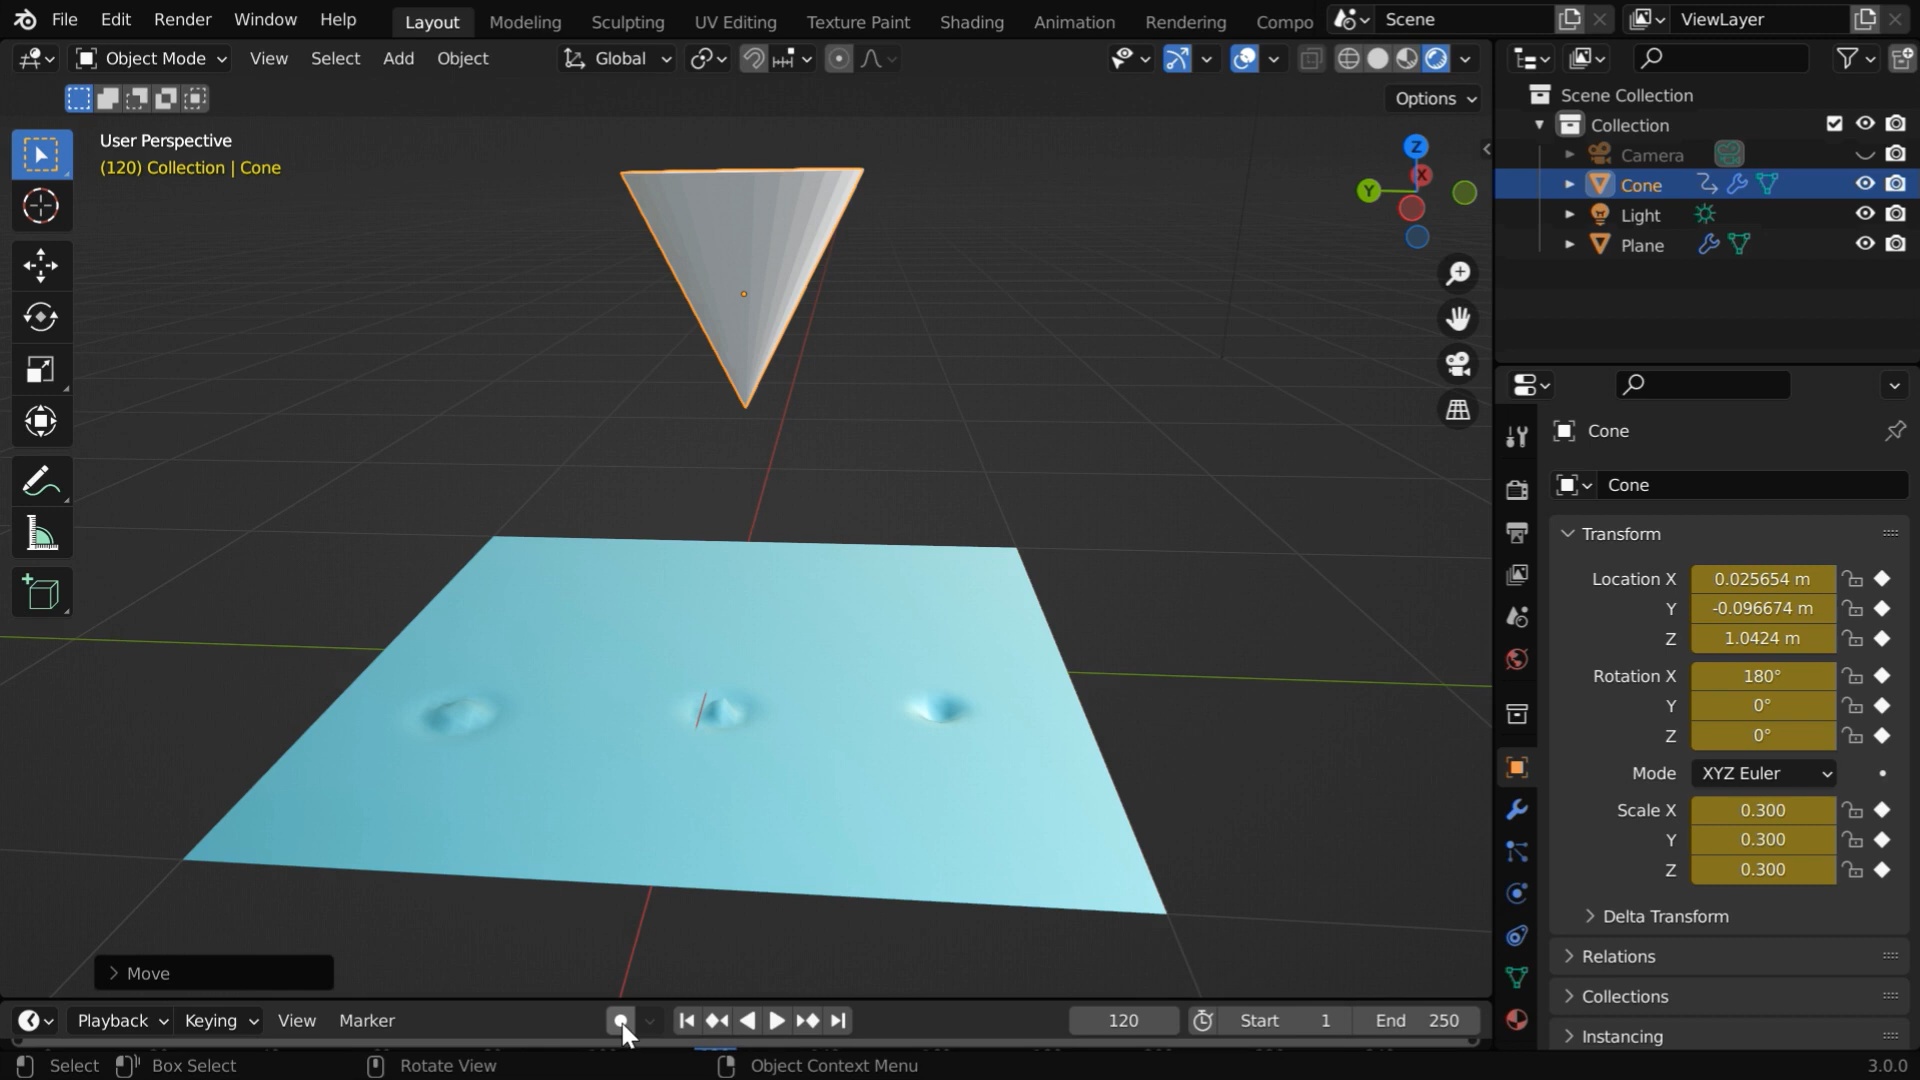 File Edit Render Window Help Layout Modeling Sculpting UV Editing Texture Paint Shading Animation Rendering Compo Scene ViewLayer
Object Mode View Select Add Object Global
Options
User Perspective
(120) Collection | Cone
Z
X
Y
Move
Scene Collection
Collection
Camera
Cone
Light
Plane
Cone
Cone
Transform
Location X 0.025654 m
Y -0.096674 m
Z 1.0424 m
Rotation X 180°
Y 0°
Z 0°
Mode XYZ Euler
Scale X 0.300
Y 0.300
Z 0.300
Delta Transform
Relations
Collections
Instancing
Playback Keying View Marker 120 Start 1 End 250
Select Box Select Rotate View Object Context Menu 3.0.0